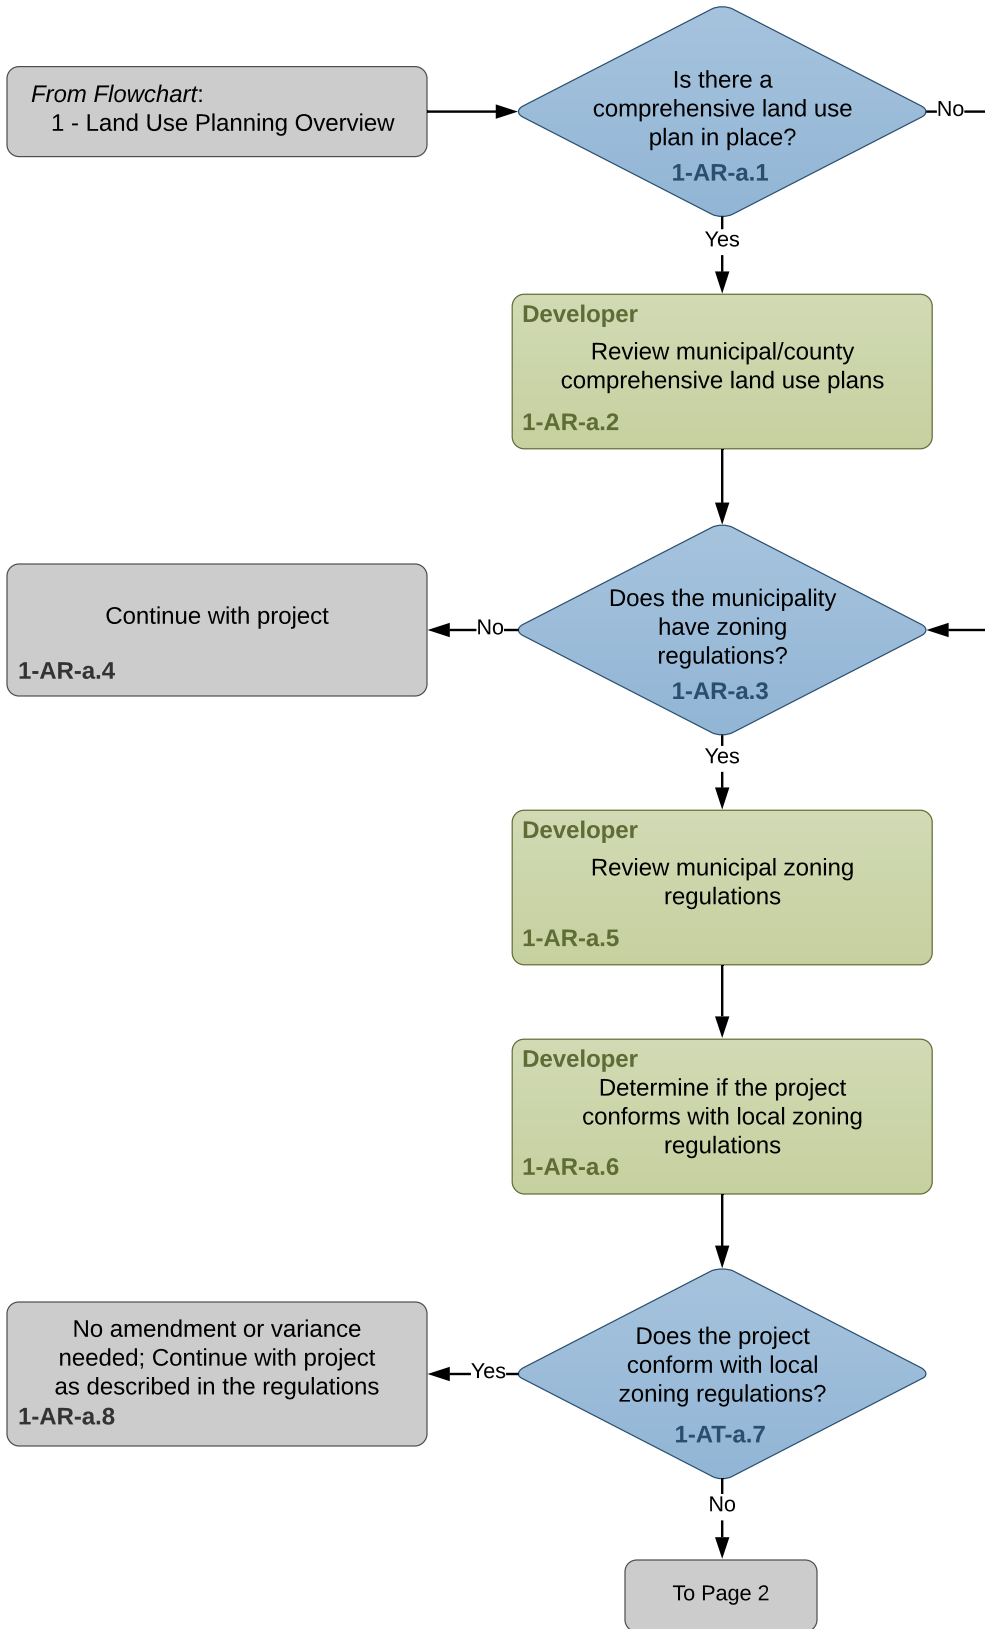 From Flowchart:
1 - Land Use Planning Overview
Is there a
comprehensive land use
plan in place?
1-AR-a.1
No
Yes
Developer
Review municipal/county
comprehensive land use plans
1-AR-a.2
Does the municipality
have zoning
regulations?
1-AR-a.3
No
Continue with project
1-AR-a.4
Yes
Developer
Review municipal zoning
regulations
1-AR-a.5
Developer
Determine if the project
conforms with local zoning
regulations
1-AR-a.6
Does the project
conform with local
zoning regulations?
1-AT-a.7
Yes
No amendment or variance
needed; Continue with project
as described in the regulations
1-AR-a.8
No
To Page 2